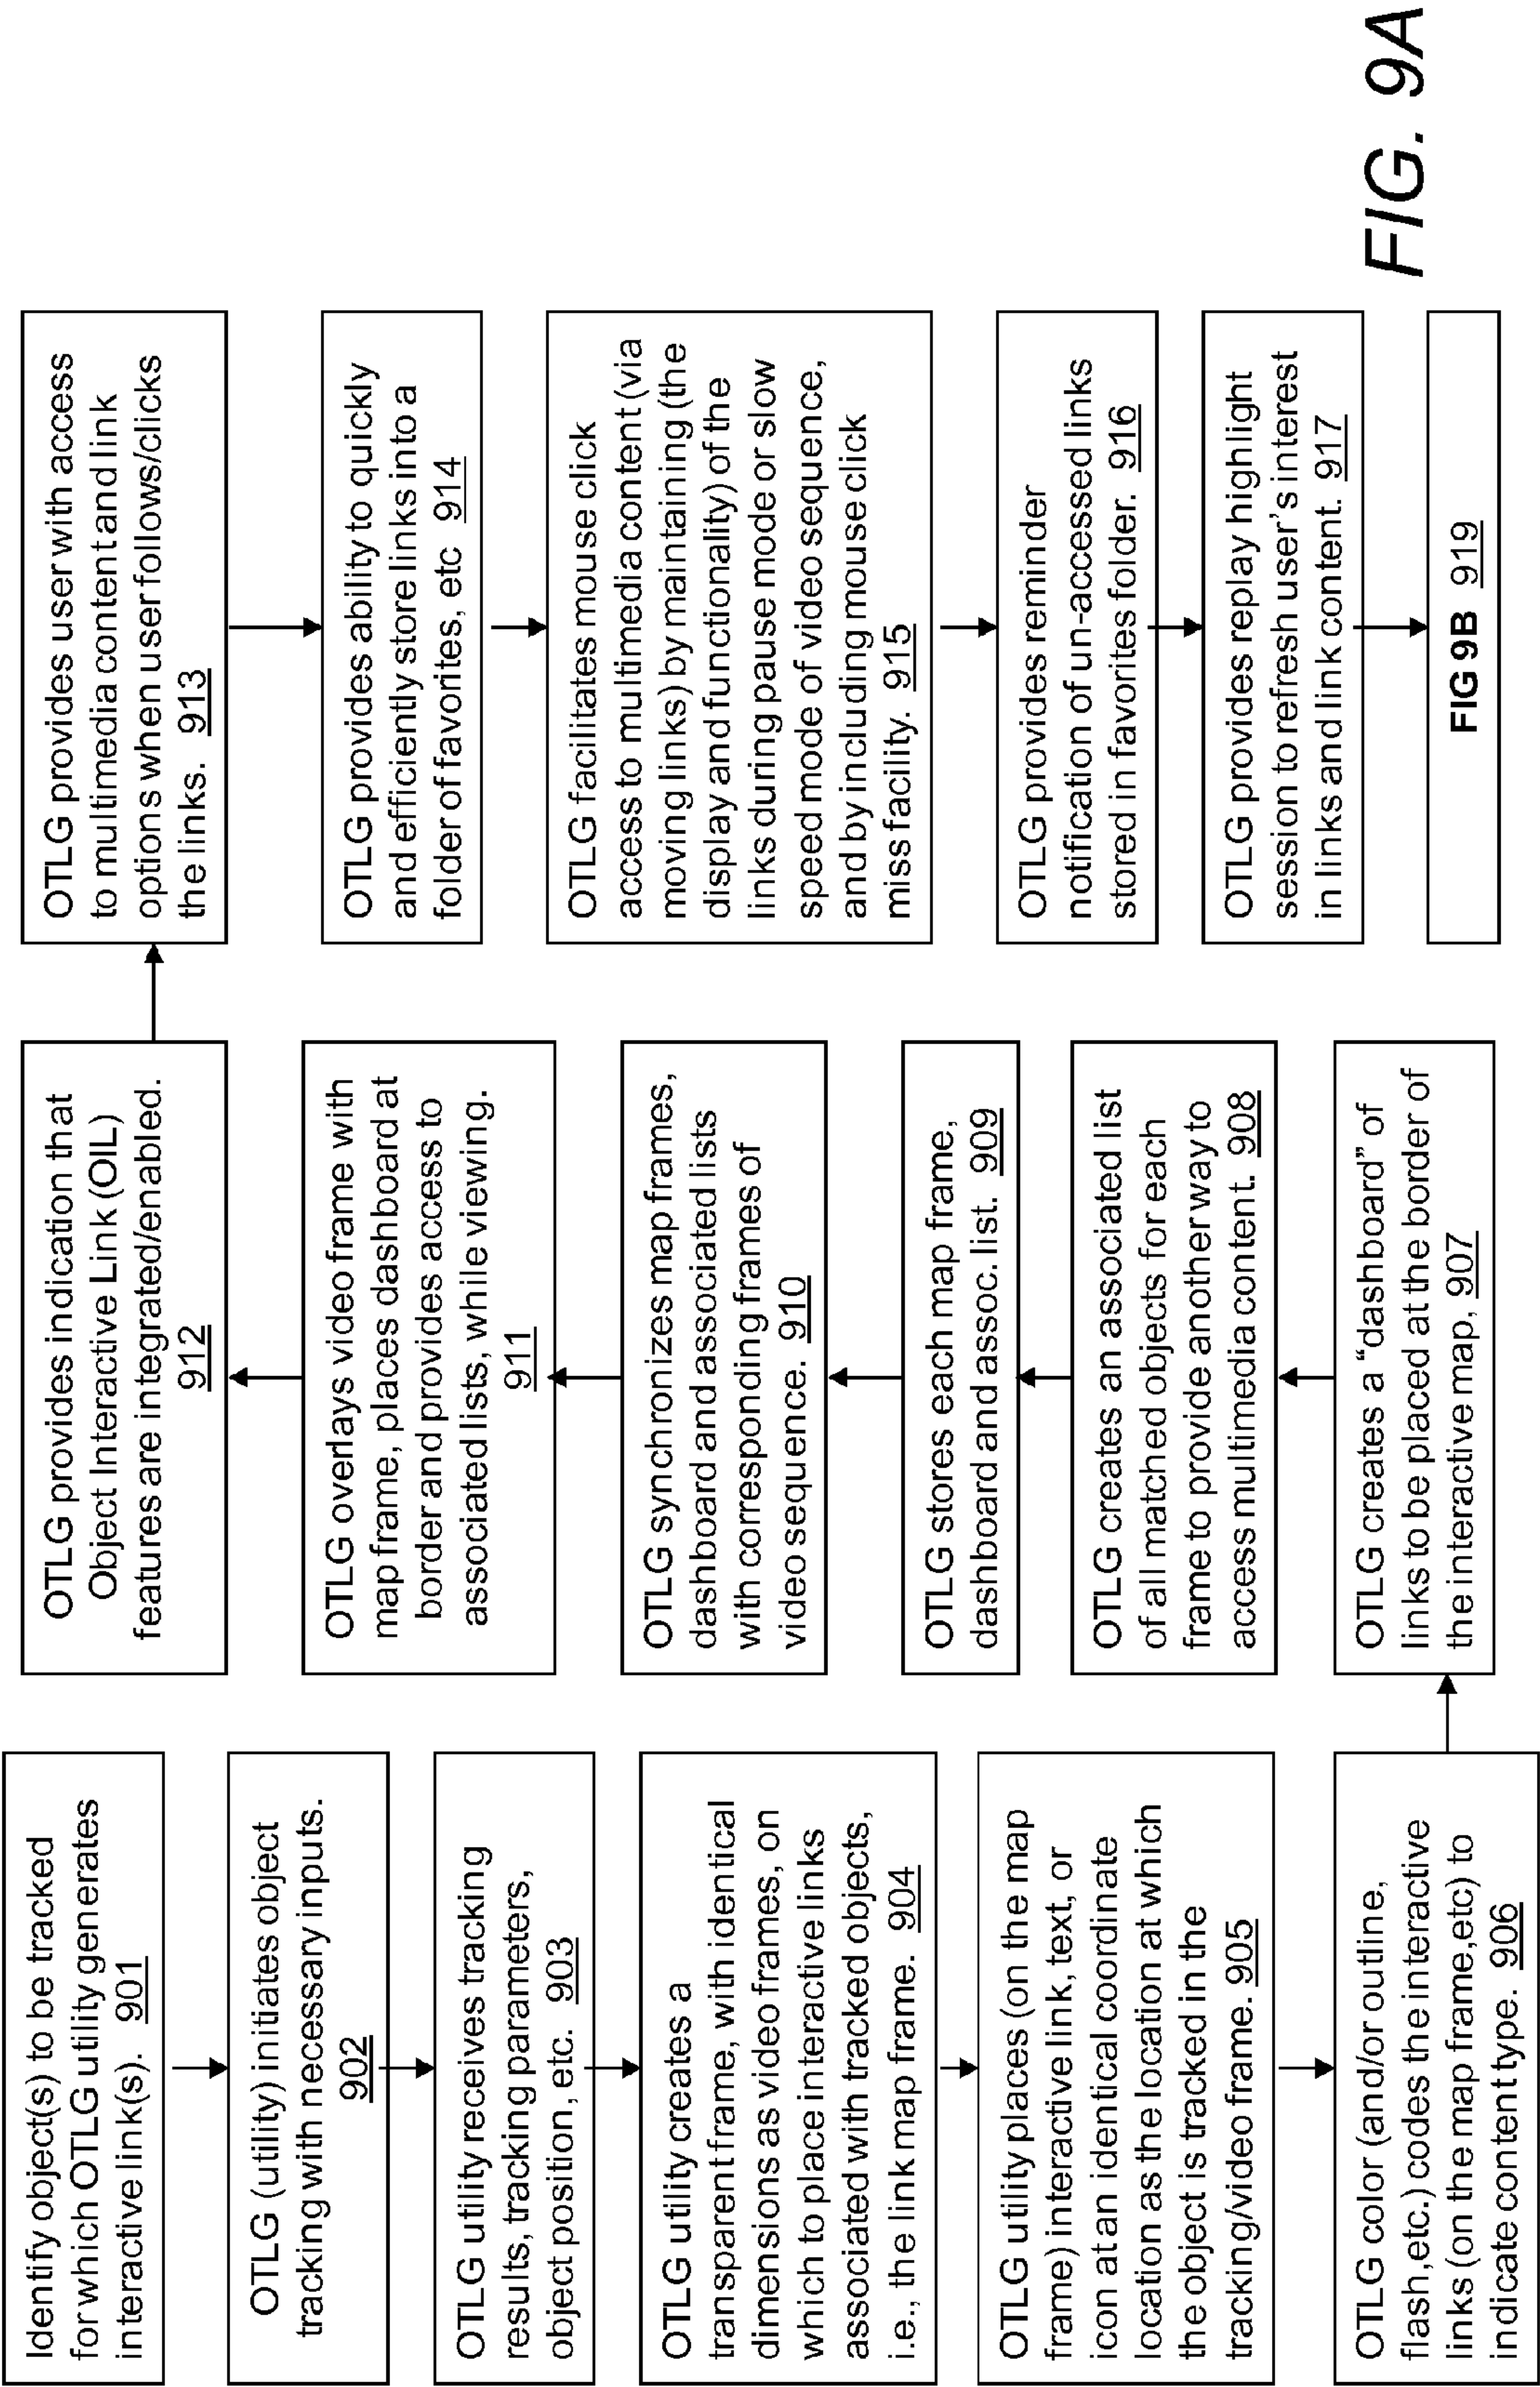 Identify object(s) to be tracked
for which OTLG utility generates
interactive link(s). 901
OTLG (utility) initiates object
tracking with necessary inputs.
902
OTLG utility receives tracking
results, tracking parameters,
object position, etc. 903
OTLG utility creates a
transparent frame, with identical
dimensions as video frames, on
which to place interactive links
associated with tracked objects,
i.e., the link map frame. 904
OTLG utility places (on the map
frame) interactive link, text, or
icon at an identical coordinate
location as the location at which
the object is tracked in the
tracking/video frame. 905
OTLG color (and/or outline,
flash,etc.) codes the interactive
links (on the map frame,etc) to
indicate content type. 906
OTLG creates a “dashboard” of
links to be placed at the border of
the interactive map, 907
OTLG creates an associated list
of all matched objects for each
frame to provide another way to
access multimedia content. 908
OTLG stores each map frame,
dashboard and assoc. list. 909
OTLG synchronizes map frames,
dashboard and associated lists
with corresponding frames of
video sequence. 910
OTLG overlays video frame with
map frame, places dashboard at
border and provides access to
associated lists, while viewing.
911
OTLG provides indication that
Object Interactive Link (OIL)
features are integrated/enabled.
912
OTLG provides user with access
to multimedia content and link
options when user follows/clicks
the links. 913
OTLG provides ability to quickly
and efficiently store links into a
folder of favorites, etc 914
OTLG facilitates mouse click
access to multimedia content (via
moving links) by maintaining (the
display and functionality) of the
links during pause mode or slow
speed mode of video sequence,
and by including mouse click
miss facility. 915
OTLG provides reminder
notification of un-accessed links
stored in favorites folder. 916
OTLG provides replay highlight
session to refresh user's interest
in links and link content. 917
FIG 9B 919
FIG. 9A